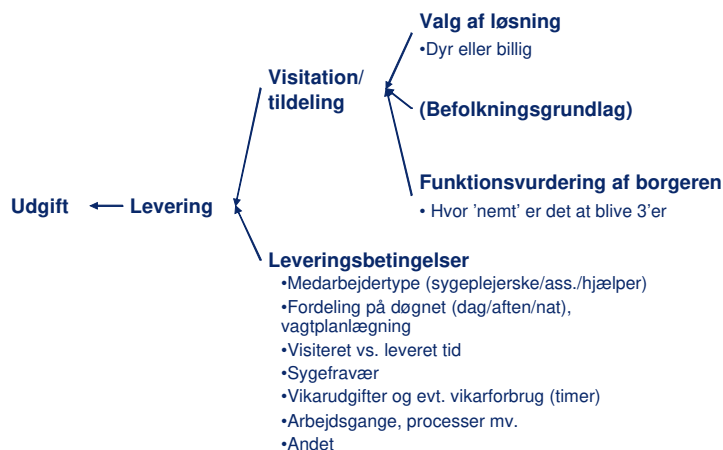 Valg af løsning
•Dyr eller billig
Visitation/
tildeling
(Befolkningsgrundlag)
Funktionsvurdering af borgeren
• Hvor ’nemt’ er det at blive 3’er
Udgift
Levering
Leveringsbetingelser
•Medarbejdertype (sygeplejerske/ass./hjælper)
•Fordeling på døgnet (dag/aften/nat),
vagtplanlægning
•Visiteret vs. leveret tid
•Sygefravær
•Vikarudgifter og evt. vikarforbrug (timer)
•Arbejdsgange, processer mv.
•Andet